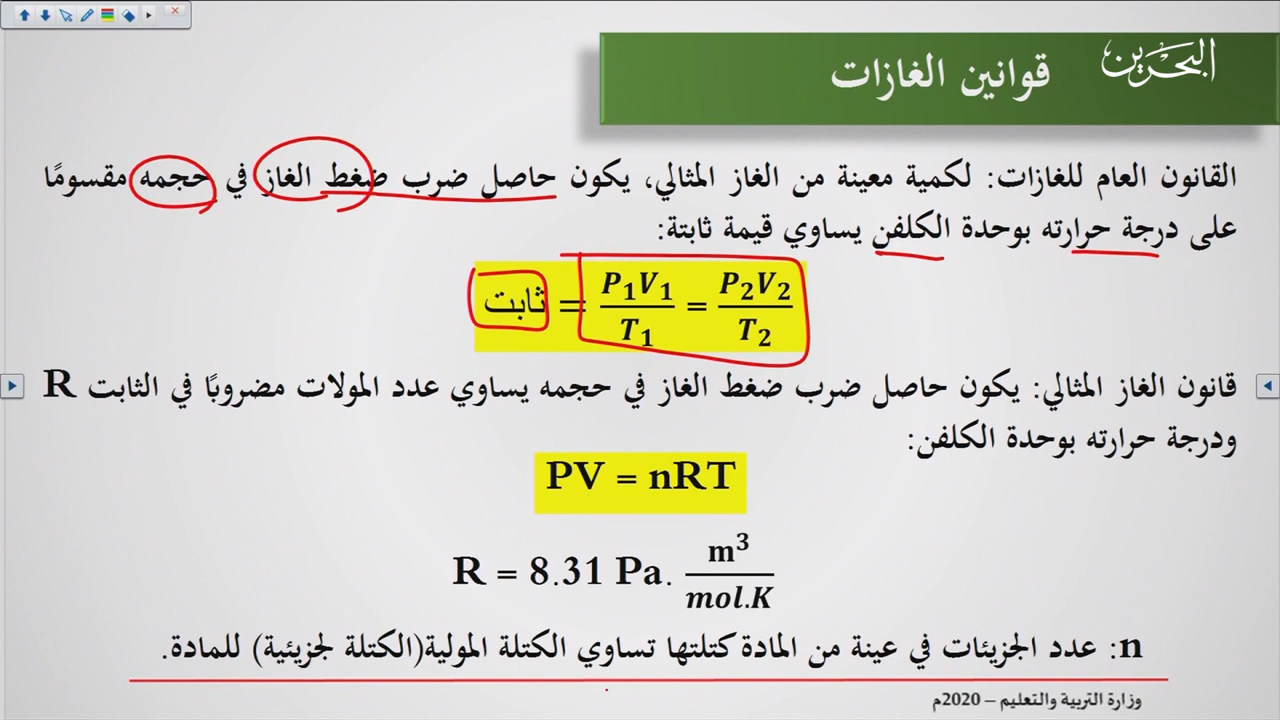 البحرين
قوانين الغازات
القانون العام للغازات: لكمية معينة من الغاز المثالي، يكون حاصل ضرب ضغط الغاز في حجمه مقسومًا
على درجة حرارته بوحدة الكلفن يساوي قيمة ثابتة:
ثابت = P₁V₁/T₁ = P₂V₂/T₂
قانون الغاز المثالي: يكون حاصل ضرب ضغط الغاز في حجمه يساوي عدد المولات مضروبًا في الثابت R
ودرجة حرارته بوحدة الكلفن:
PV = nRT
R = 8.31 Pa. m³/mol.K
n: عدد الجزيئات في عينة من المادة كتلتها تساوي الكتلة المولية(الكتلة لجزيئية) للمادة.
وزارة التربية والتعليم – 2020م